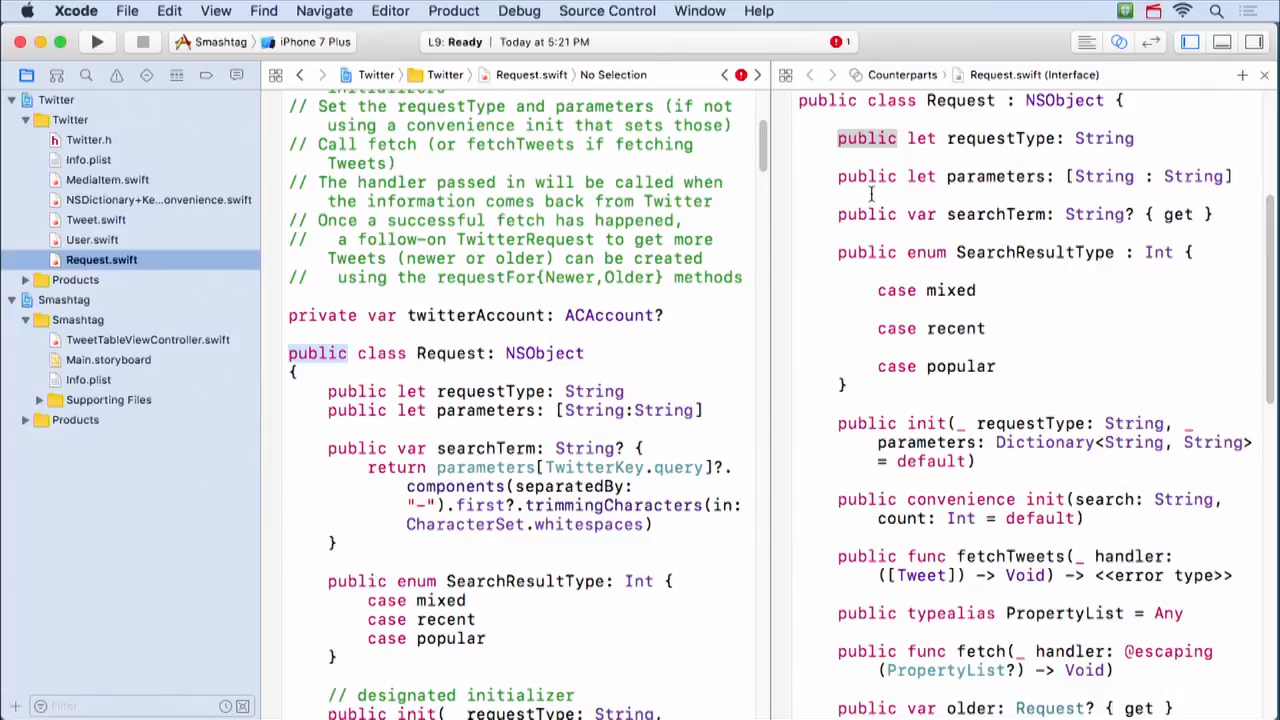 Xcode File Edit View Find Navigate Editor Product Debug Source Control Window Help
Smashtag iPhone 7 Plus L9: Ready Today at 5:21 PM 1
Twitter
Twitter
Twitter.h
Info.plist
MediaItem.swift
NSDictionary+Ke...onvenience.swift
Tweet.swift
User.swift
Request.swift
Products
Smashtag
Smashtag
TweetTableViewController.swift
Main.storyboard
Info.plist
Supporting Files
Products
Filter
Twitter Twitter Request.swift No Selection
initializers
// Set the requestType and parameters (if not
using a convenience init that sets those)
// Call fetch (or fetchTweets if fetching
Tweets)
// The handler passed in will be called when
the information comes back from Twitter
// Once a successful fetch has happened,
//   a follow-on TwitterRequest to get more
Tweets (newer or older) can be created
//   using the requestFor{Newer,Older} methods
private var twitterAccount: ACAccount?
public class Request: NSObject
{
public let requestType: String
public let parameters: [String:String]
public var searchTerm: String? {
return parameters[TwitterKey.query]?.
components(separatedBy:
"-").first?.trimmingCharacters(in:
CharacterSet.whitespaces)
}
public enum SearchResultType: Int {
case mixed
case recent
case popular
}
// designated initializer
public init(_ requestType: String,
Counterparts Request.swift (Interface)
public class Request : NSObject {
public let requestType: String
public let parameters: [String : String]
public var searchTerm: String? { get }
public enum SearchResultType : Int {
case mixed
case recent
case popular
}
public init(_ requestType: String, _
parameters: Dictionary<String, String>
= default)
public convenience init(search: String,
count: Int = default)
public func fetchTweets(_ handler:
([Tweet]) -> Void) -> <<error type>>
public typealias PropertyList = Any
public func fetch(_ handler: @escaping
(PropertyList?) -> Void)
public var older: Request? { get }